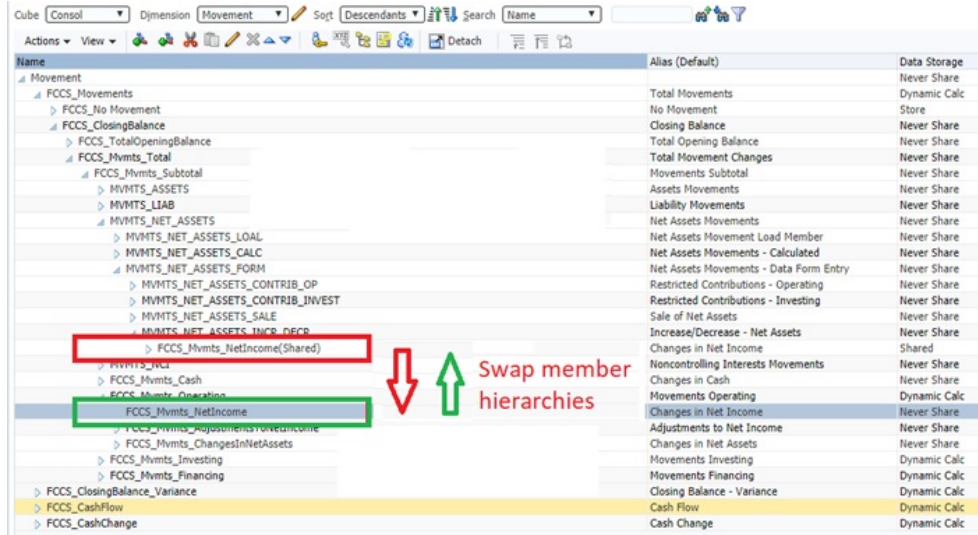 Cube Consol Dimension Movement Sort Descendants Search Name
Actions View Detach
Name Alias (Default) Data Storage
Movement Never Share
FCCS_Movements Total Movements Dynamic Calc
FCCS_No Movement No Movement Store
FCCS_ClosingBalance Closing Balance Never Share
FCCS_TotalOpeningBalance Total Opening Balance Never Share
FCCS_Mvmts_Total Total Movement Changes Never Share
FCCS_Mvmts_Subtotal Movements Subtotal Never Share
MVMTS_ASSETS Assets Movements Never Share
MVMTS_LIAB Liability Movements Never Share
MVMTS_NET_ASSETS Net Assets Movements Never Share
MVMTS_NET_ASSETS_LOAD Net Assets Movement Load Member Never Share
MVMTS_NET_ASSETS_CALC Net Assets Movements - Calculated Never Share
MVMTS_NET_ASSETS_FORM Net Assets Movements - Data Form Entry Never Share
MVMTS_NET_ASSETS_CONTRIB_OP Restricted Contributions - Operating Never Share
MVMTS_NET_ASSETS_CONTRIB_INVEST Restricted Contributions - Investing Never Share
MVMTS_NET_ASSETS_SALE Sale of Net Assets Never Share
MVMTS_NET_ASSETS_INCR_DECR Increase/Decrease - Net Assets Never Share
FCCS_Mvmts_NetIncome(Shared) Changes in Net Income Shared
MVMTS_NCI Noncontrolling Interests Movements Never Share
FCCS_Mvmts_Cash Changes in Cash Never Share
FCCS_Mvmts_Operating Movements Operating Dynamic Calc
FCCS_Mvmts_NetIncome Changes in Net Income Never Share
FCCS_Mvmts_AdjustmentsToNetIncome Adjustments to Net Income Never Share
FCCS_Mvmts_ChangesInNetAssets Changes in Net Assets Never Share
FCCS_Mvmts_Investing Movements Investing Dynamic Calc
FCCS_Mvmts_Financing Movements Financing Dynamic Calc
FCCS_ClosingBalance_Variance Closing Balance - Variance Dynamic Calc
FCCS_CashFlow Cash Flow Dynamic Calc
FCCS_CashChange Cash Change Dynamic Calc
Swap member
hierarchies